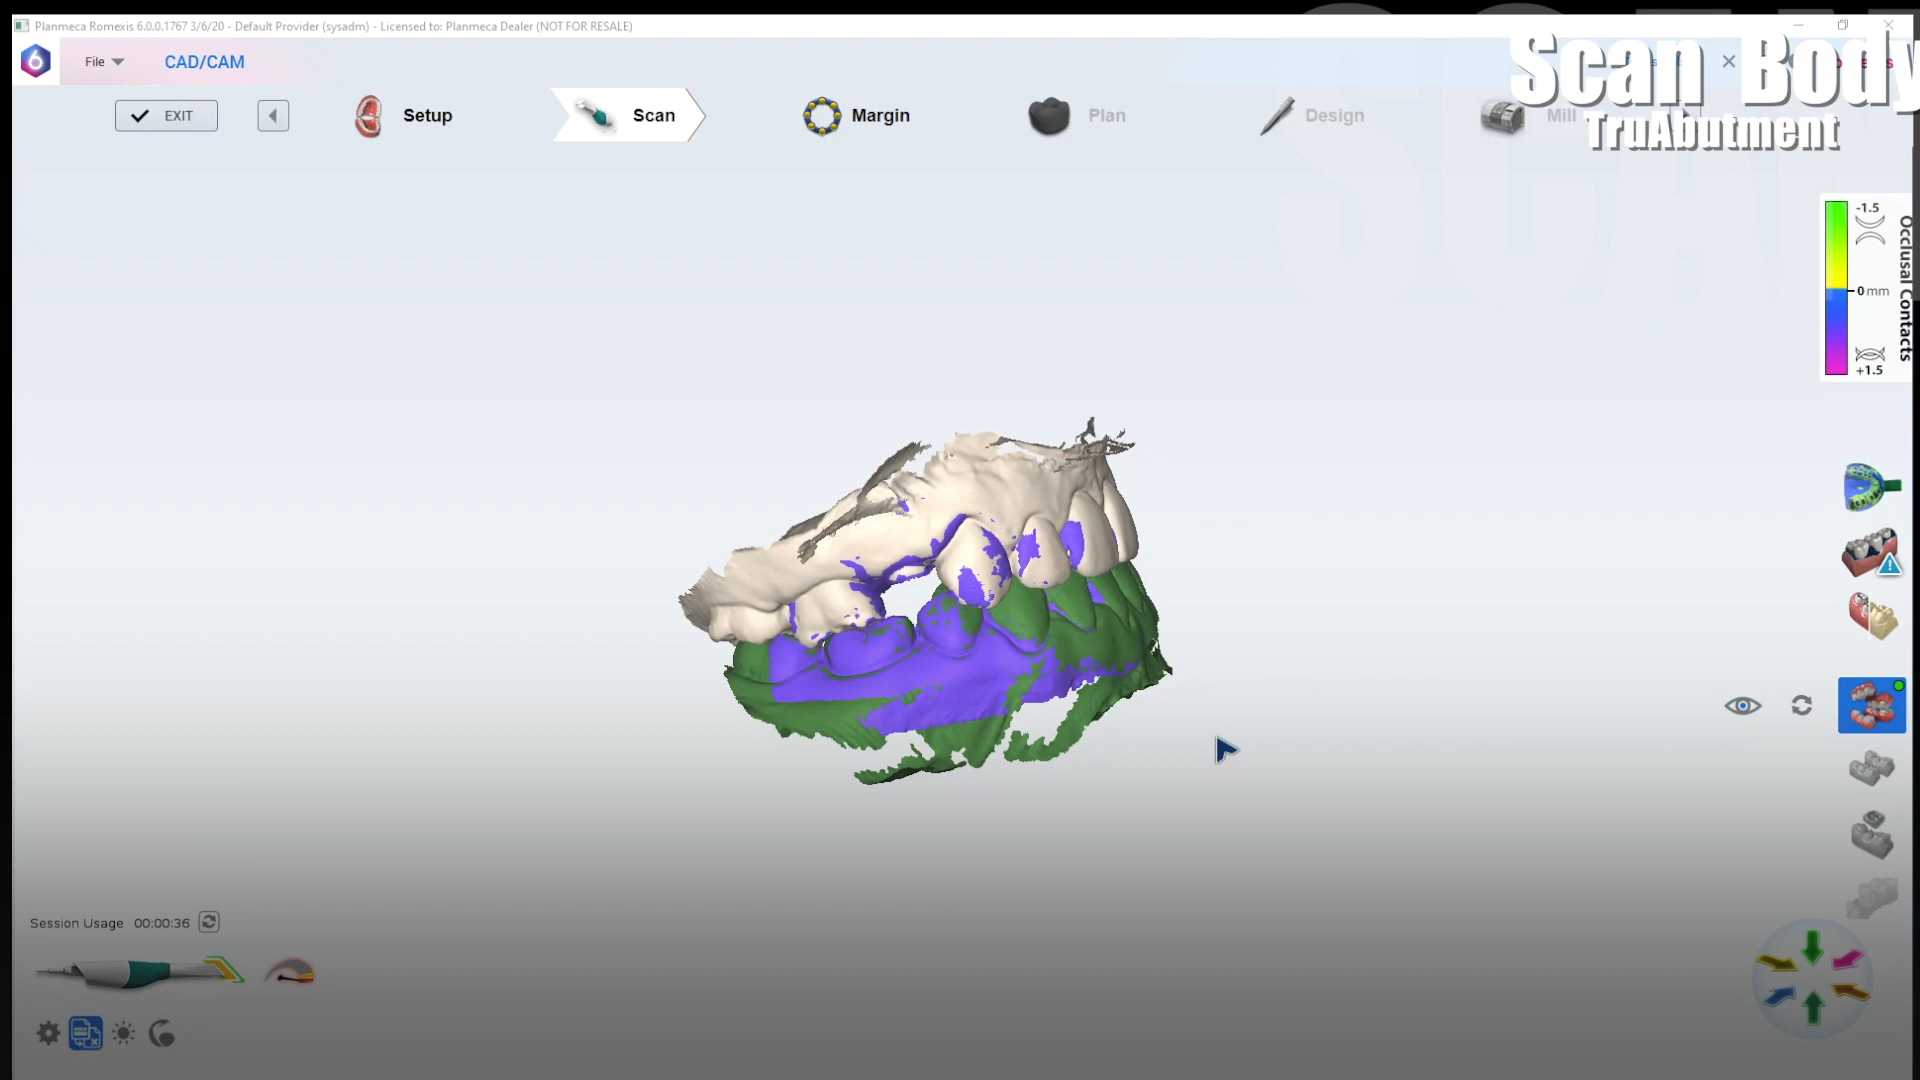 Planmeca Romexis 6.0.0.1767 3/6/20 - Default Provider (sysadm) - Licensed to: Planmeca Dealer (NOT FOR RESALE)
6
File
CAD/CAM
Scan Body
TruAbutment
EXIT
Setup
Scan
Margin
Plan
Design
Mill
-1.5
0 mm
+1.5
Occlusal Contacts
Session Usage 00:00:36